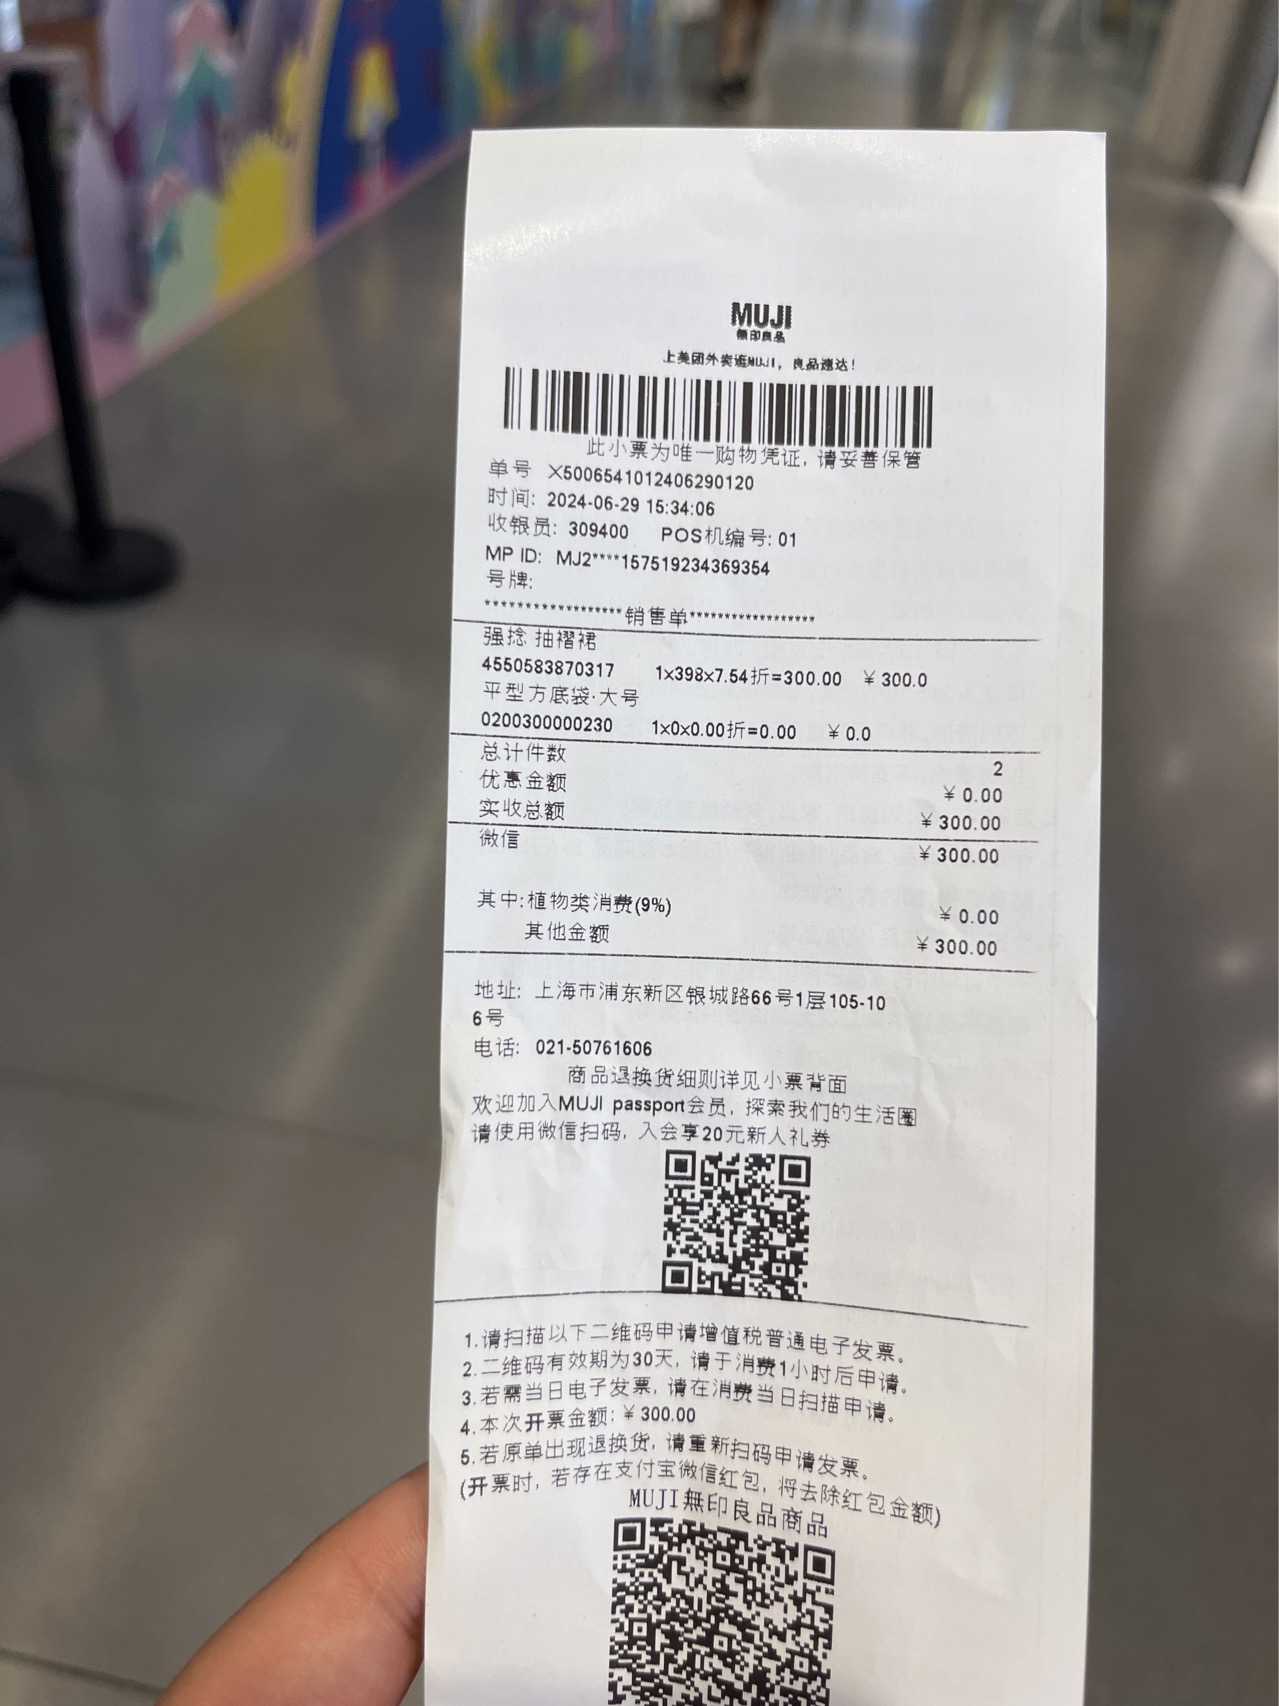 MUJI
無印良品
上美团外卖逛MUJI，良品速达！
此小票为唯一购物凭证, 请妥善保管
单号 X5006541012406290120
时间: 2024-06-29 15:34:06
收银员: 309400 POS机编号: 01
MP ID: MJ2****157519234369354
号牌:
*******************销售单******************
强捻 抽褶裙
4550583870317 1x398x7.54折=300.00 ￥300.0
平型方底袋·大号
0200300000230 1x0x0.00折=0.00 ￥0.0
总计件数 2
优惠金额 ￥0.00
实收总额 ￥300.00
微信 ￥300.00
其中:植物类消费(9%) ￥0.00
其他金额 ￥300.00
地址: 上海市浦东新区银城路66号1层105-10
6号
电话: 021-50761606
商品退换货细则详见小票背面
欢迎加入MUJI passport会员, 探索我们的生活圈
请使用微信扫码, 入会享20元新人礼券
1.请扫描以下二维码申请增值税普通电子发票。
2.二维码有效期为30天, 请于消费1小时后申请。
3.若需当日电子发票, 请在消费当日扫描申请。
4.本次开票金额: ￥300.00
5.若原单出现退换货, 请重新扫码申请发票。
(开票时, 若存在支付宝微信红包, 将去除红包金额)
MUJI無印良品商品